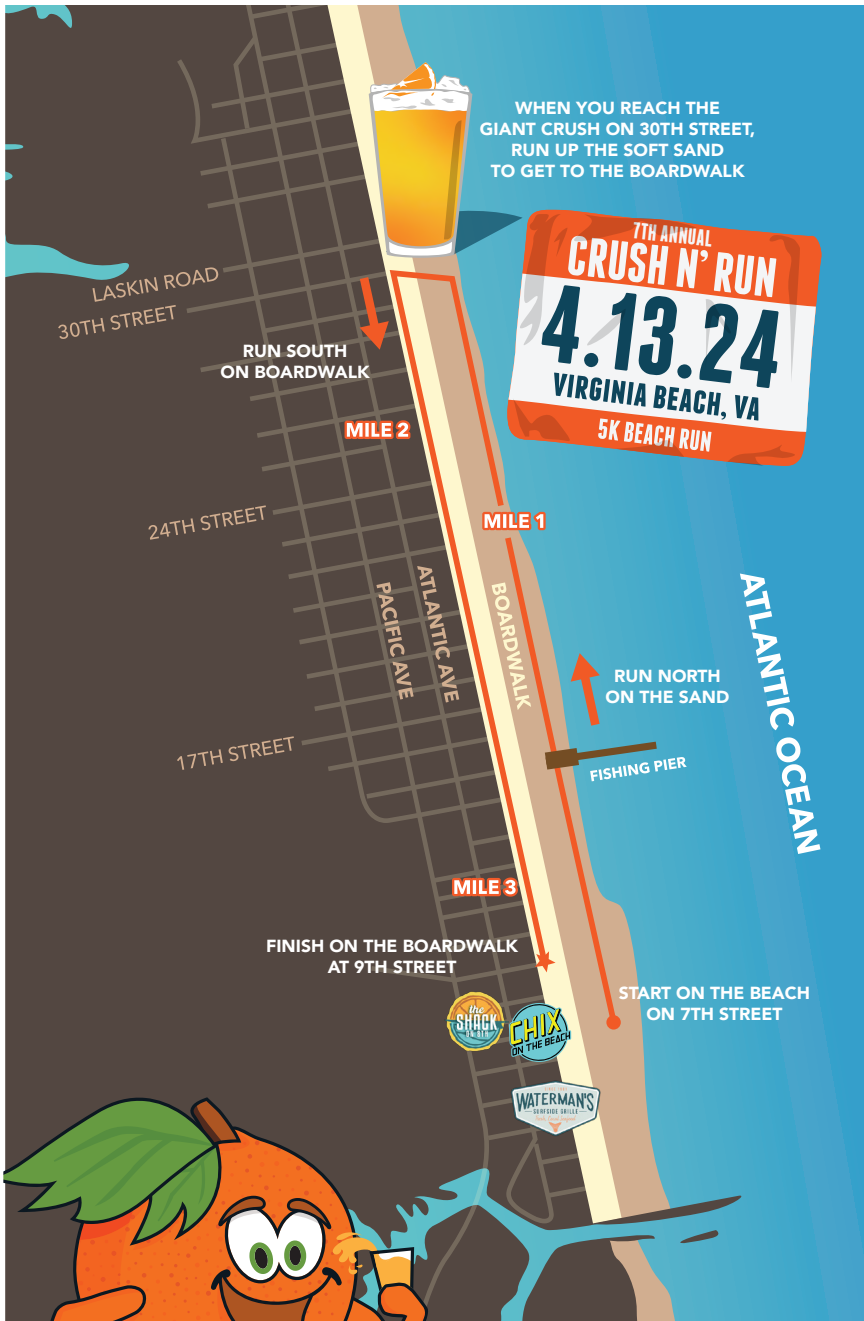 WHEN YOU REACH THE
GIANT CRUSH ON 30TH STREET,
RUN UP THE SOFT SAND
TO GET TO THE BOARDWALK
7TH ANNUAL
CRUSH N' RUN
4.13.24
VIRGINIA BEACH, VA
5K BEACH RUN
LASKIN ROAD
30TH STREET
RUN SOUTH
ON BOARDWALK
MILE 2
24TH STREET
MILE 1
PACIFIC AVE
ATLANTIC AVE
BOARDWALK
ATLANTIC OCEAN
RUN NORTH
ON THE SAND
17TH STREET
FISHING PIER
MILE 3
FINISH ON THE BOARDWALK
AT 9TH STREET
START ON THE BEACH
ON 7TH STREET
the
SHACK
ON 8TH
CHIX
ON THE BEACH
WATERMAN'S
SURFSIDE GRILLE